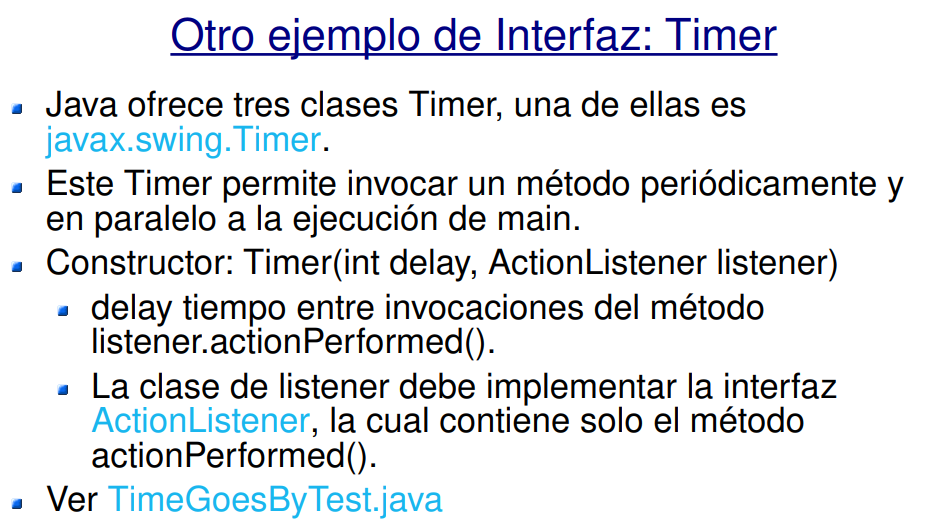 Otro ejemplo de Interfaz: Timer
Java ofrece tres clases Timer, una de ellas es
javax.swing.Timer.
Este Timer permite invocar un método periódicamente y
en paralelo a la ejecución de main.
Constructor: Timer(int delay, ActionListener listener)
delay tiempo entre invocaciones del método
listener.actionPerformed().
La clase de listener debe implementar la interfaz
ActionListener, la cual contiene solo el método
actionPerformed().
Ver TimeGoesByTest.java